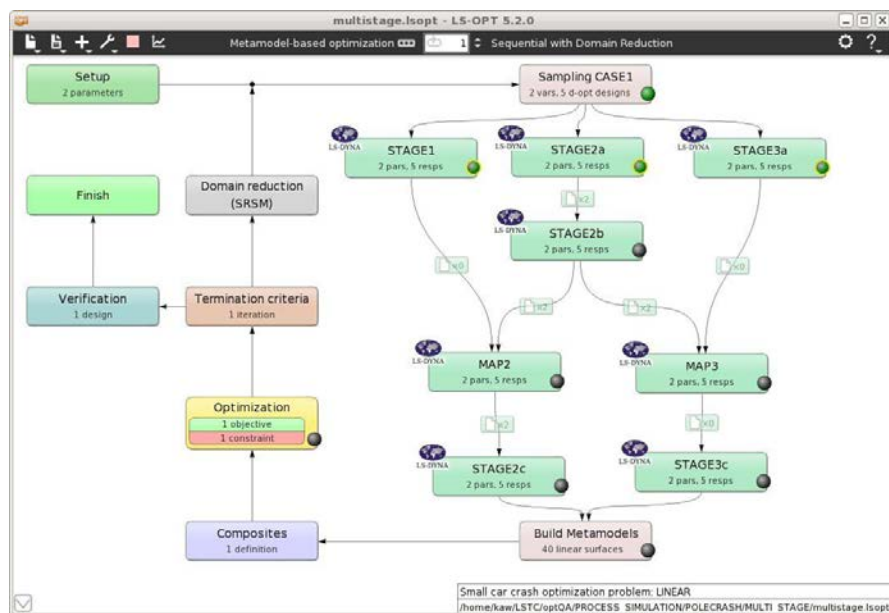 multistage.lsopt - LS-OPT 5.2.0
Metamodel-based optimization 1 Sequential with Domain Reduction
Setup
2 parameters
Sampling CASE1
2 vars, 5 d-opt designs
LS-DYNA
STAGE1
2 pars, 5 resps
LS-DYNA
STAGE2a
2 pars, 5 resps
LS-DYNA
STAGE3a
2 pars, 5 resps
Finish
Domain reduction
(SRSM)
x2
LS-DYNA
STAGE2b
2 pars, 5 resps
x0
x0
Verification
1 design
Termination criteria
1 iteration
x2
x2
LS-DYNA
MAP2
2 pars, 5 resps
LS-DYNA
MAP3
2 pars, 5 resps
Optimization
1 objective
1 constraint
x2
x0
LS-DYNA
STAGE2c
2 pars, 5 resps
LS-DYNA
STAGE3c
2 pars, 5 resps
Composites
1 definition
Build Metamodels
40 linear surfaces
Small car crash optimization problem: LINEAR
/home/kaw/LSTC/optQA/PROCESS_SIMULATION/POLECRASH/MULTI_STAGE/multistage.lsopt